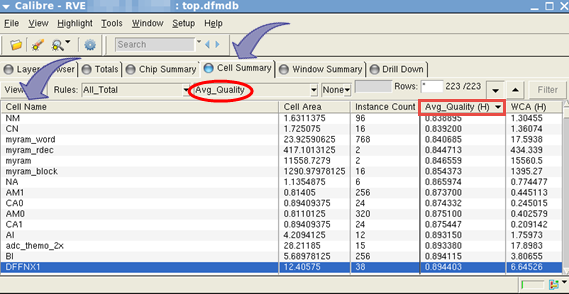 Calibre - RVE : top.dfmdb
File View Highlight Tools Window Setup Help
Search
Layer Browser Totals Chip Summary Cell Summary Window Summary Drill Down
View Rules: All_Total Avg_Quality None Rows: * 223 /223 Filter
Cell Name Cell Area Instance Count Avg_Quality (H) WCA (H)
NM 1.6311375 96 0.838895 1.30455
CN 1.725075 16 0.839200 1.36074
myram_word 23.92590625 768 0.840685 17.5938
myram_rdec 417.1013125 2 0.844713 434.339
myram 11558.7279 2 0.846559 15560.5
myram_block 1290.97978125 16 0.854373 1395.27
NA 1.1354875 6 0.865974 0.774477
AM1 0.81405 256 0.873700 0.445113
CA0 0.89409375 24 0.874332 0.245015
AM0 0.8110125 320 0.875100 0.402579
CA1 0.89409375 24 0.875447 0.209142
AI 4.2094125 12 0.893150 1.75973
adc_themo_2x 28.21185 15 0.893380 17.8983
BI 5.68978125 256 0.894115 3.80655
DFFNX1 12.40575 38 0.894403 6.64526